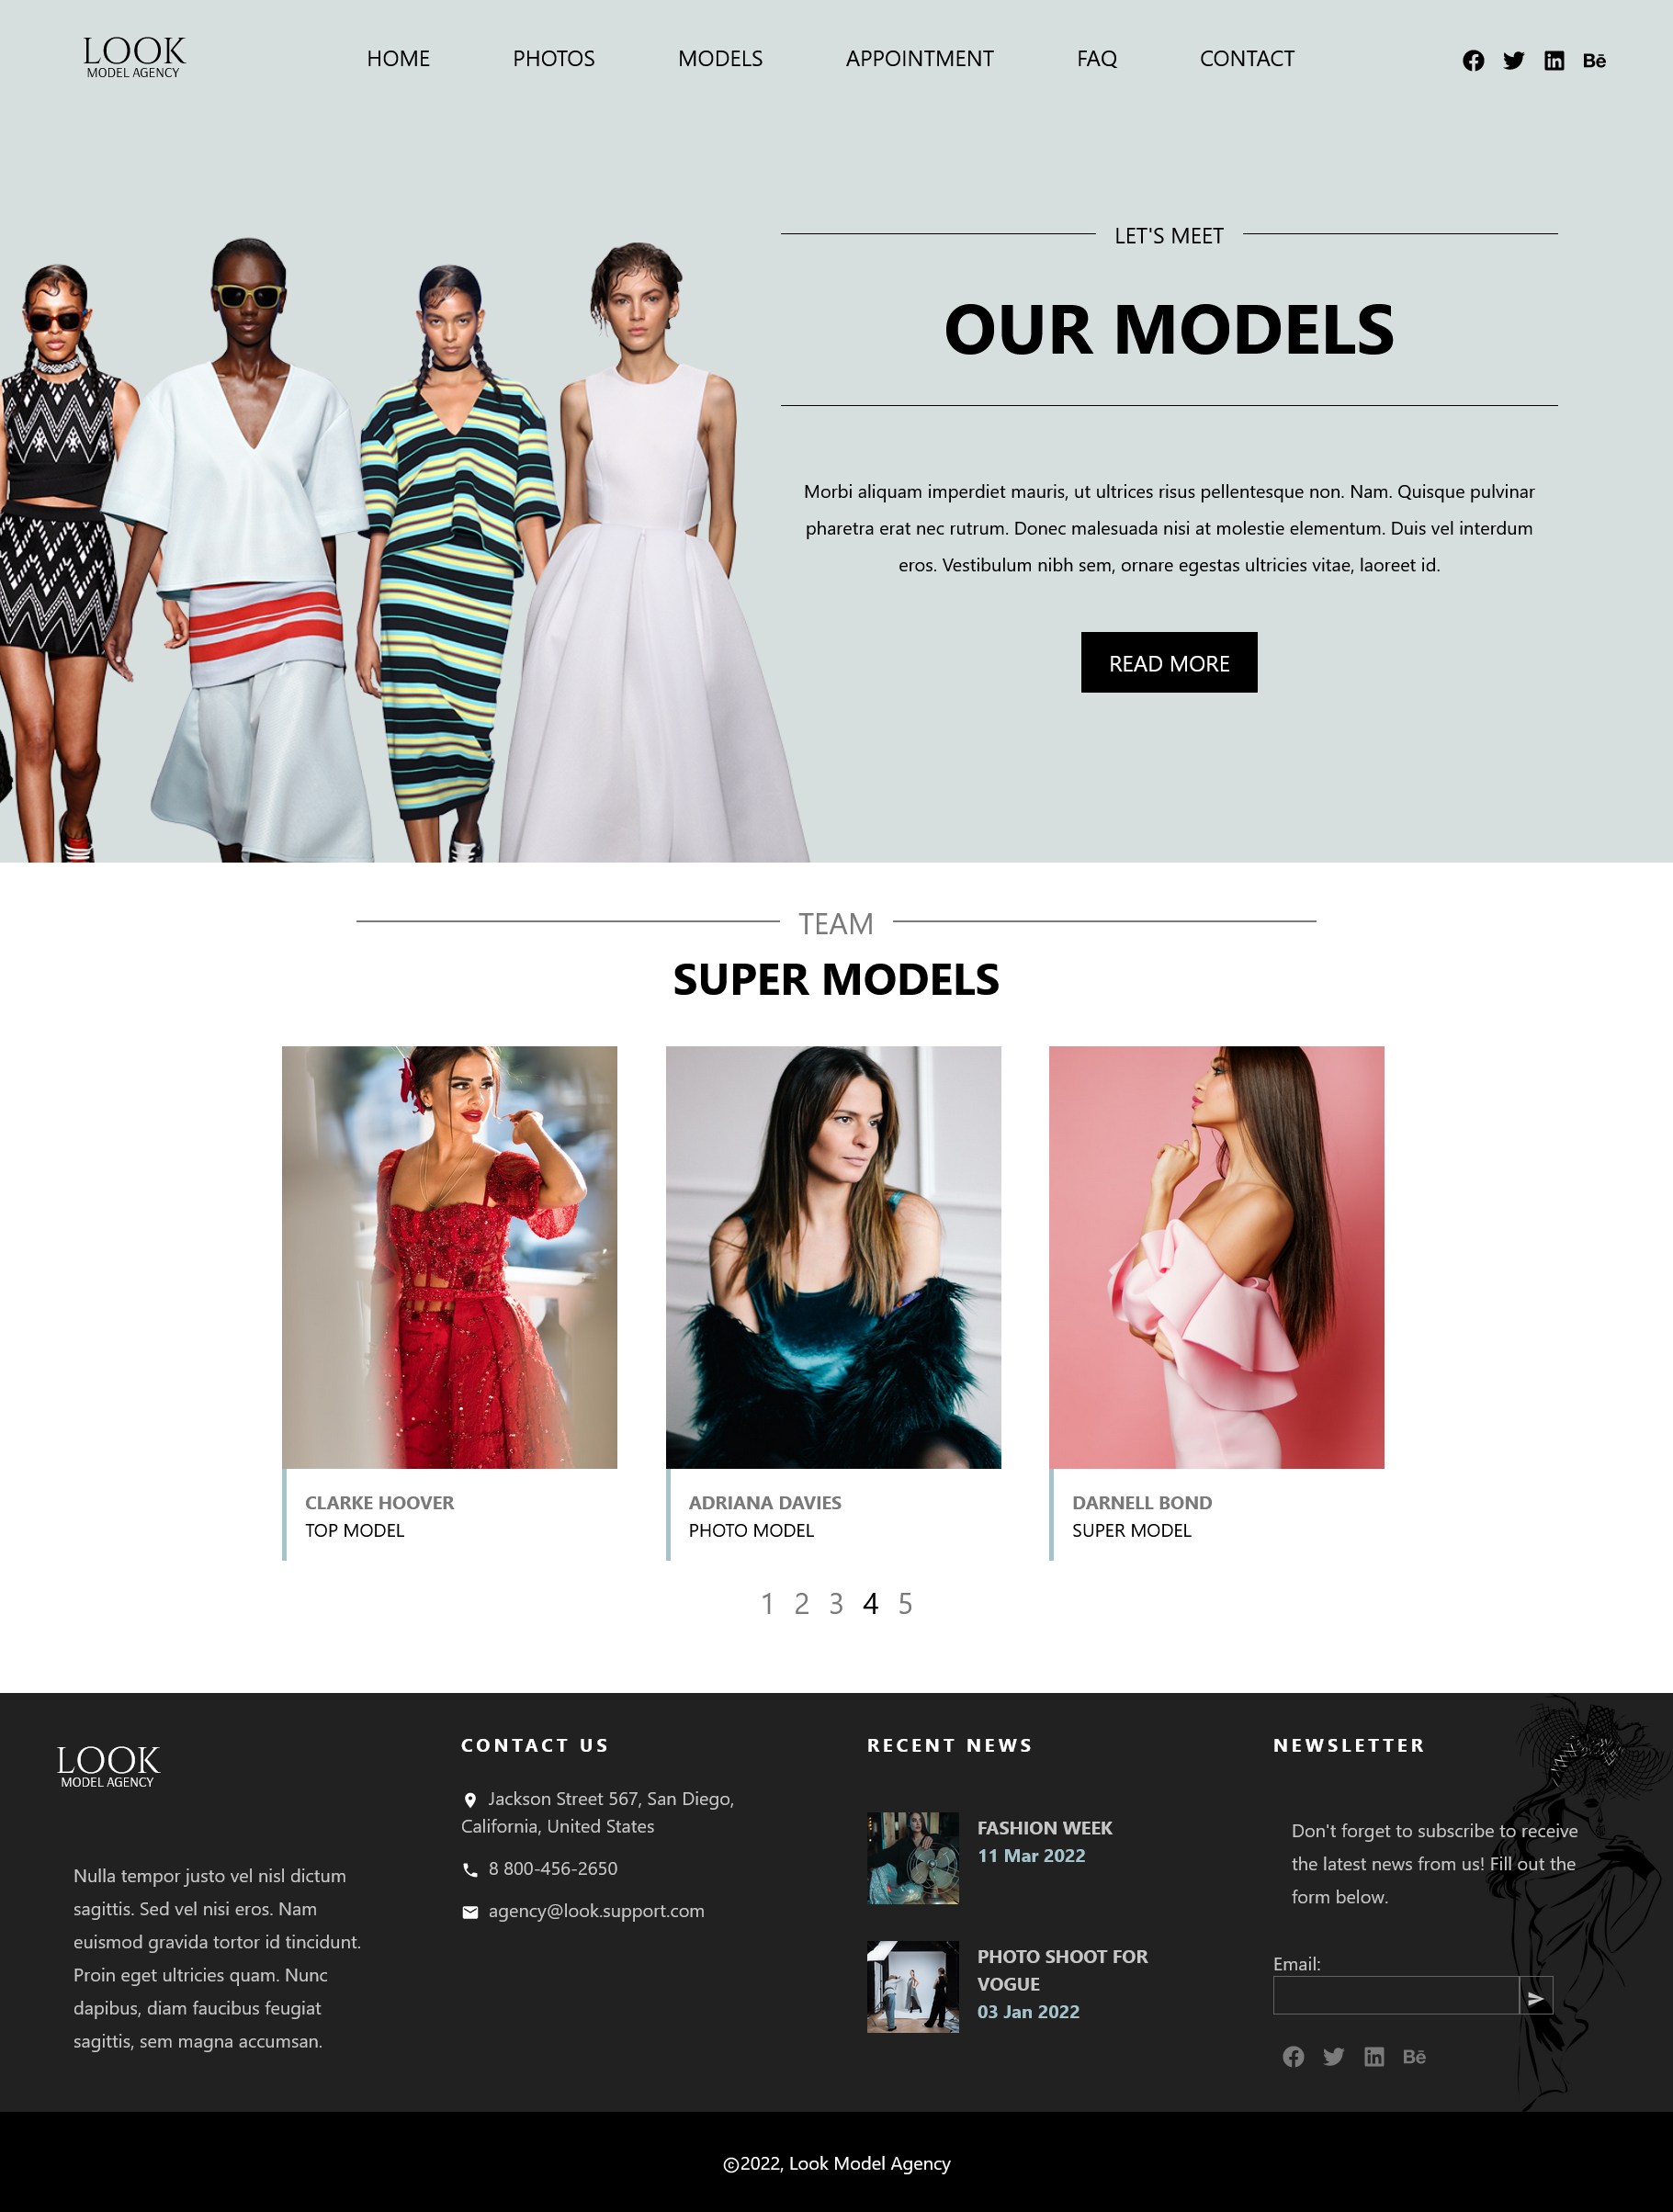 LOOK
MODEL AGENCY
HOME PHOTOS MODELS APPOINTMENT FAQ CONTACT
Bē
LET'S MEET
OUR MODELS
Morbi aliquam imperdiet mauris, ut ultrices risus pellentesque non. Nam. Quisque pulvinar
pharetra erat nec rutrum. Donec malesuada nisi at molestie elementum. Duis vel interdum
eros. Vestibulum nibh sem, ornare egestas ultricies vitae, laoreet id.
READ MORE
TEAM
SUPER MODELS
CLARKE HOOVER
TOP MODEL
ADRIANA DAVIES
PHOTO MODEL
DARNELL BOND
SUPER MODEL
1 2 3 4 5
LOOK
MODEL AGENCY
Nulla tempor justo vel nisl dictum
sagittis. Sed vel nisi eros. Nam
euismod gravida tortor id tincidunt.
Proin eget ultricies quam. Nunc
dapibus, diam faucibus feugiat
sagittis, sem magna accumsan.
CONTACT US
Jackson Street 567, San Diego,
California, United States
8 800-456-2650
agency@look.support.com
RECENT NEWS
FASHION WEEK
11 Mar 2022
PHOTO SHOOT FOR
VOGUE
03 Jan 2022
NEWSLETTER
Don't forget to subscribe to receive
the latest news from us! Fill out the
form below.
Email:
Bē
©2022, Look Model Agency